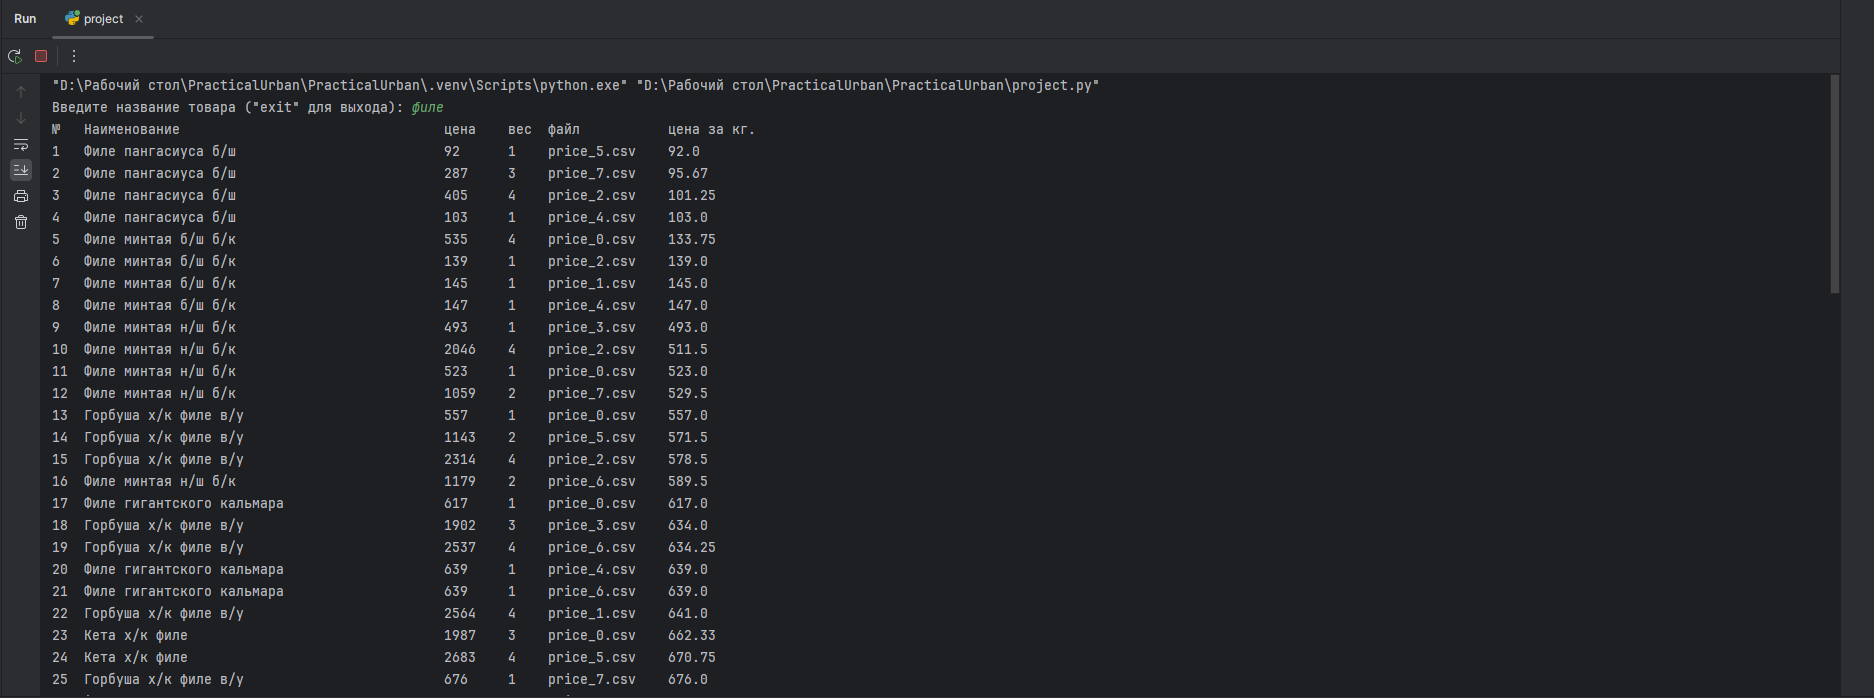 Run project
"D:\Рабочий стол\PracticalUrban\PracticalUrban\.venv\Scripts\python.exe" "D:\Рабочий стол\PracticalUrban\PracticalUrban\project.py"
Введите название товара ("exit" для выхода): филе
№ Наименование цена вес файл цена за кг.
1 Филе пангасиуса б/ш 92 1 price_5.csv 92.0
2 Филе пангасиуса б/ш 287 3 price_7.csv 95.67
3 Филе пангасиуса б/ш 405 4 price_2.csv 101.25
4 Филе пангасиуса б/ш 103 1 price_4.csv 103.0
5 Филе минтая б/ш б/к 535 4 price_0.csv 133.75
6 Филе минтая б/ш б/к 139 1 price_2.csv 139.0
7 Филе минтая б/ш б/к 145 1 price_1.csv 145.0
8 Филе минтая б/ш б/к 147 1 price_4.csv 147.0
9 Филе минтая н/ш б/к 493 1 price_3.csv 493.0
10 Филе минтая н/ш б/к 2046 4 price_2.csv 511.5
11 Филе минтая н/ш б/к 523 1 price_0.csv 523.0
12 Филе минтая н/ш б/к 1059 2 price_7.csv 529.5
13 Горбуша х/к филе в/у 557 1 price_0.csv 557.0
14 Горбуша х/к филе в/у 1143 2 price_5.csv 571.5
15 Горбуша х/к филе в/у 2314 4 price_2.csv 578.5
16 Филе минтая н/ш б/к 1179 2 price_6.csv 589.5
17 Филе гигантского кальмара 617 1 price_0.csv 617.0
18 Горбуша х/к филе в/у 1902 3 price_3.csv 634.0
19 Горбуша х/к филе в/у 2537 4 price_6.csv 634.25
20 Филе гигантского кальмара 639 1 price_4.csv 639.0
21 Филе гигантского кальмара 639 1 price_6.csv 639.0
22 Горбуша х/к филе в/у 2564 4 price_1.csv 641.0
23 Кета х/к филе 1987 3 price_0.csv 662.33
24 Кета х/к филе 2683 4 price_5.csv 670.75
25 Горбуша х/к филе в/у 676 1 price_7.csv 676.0